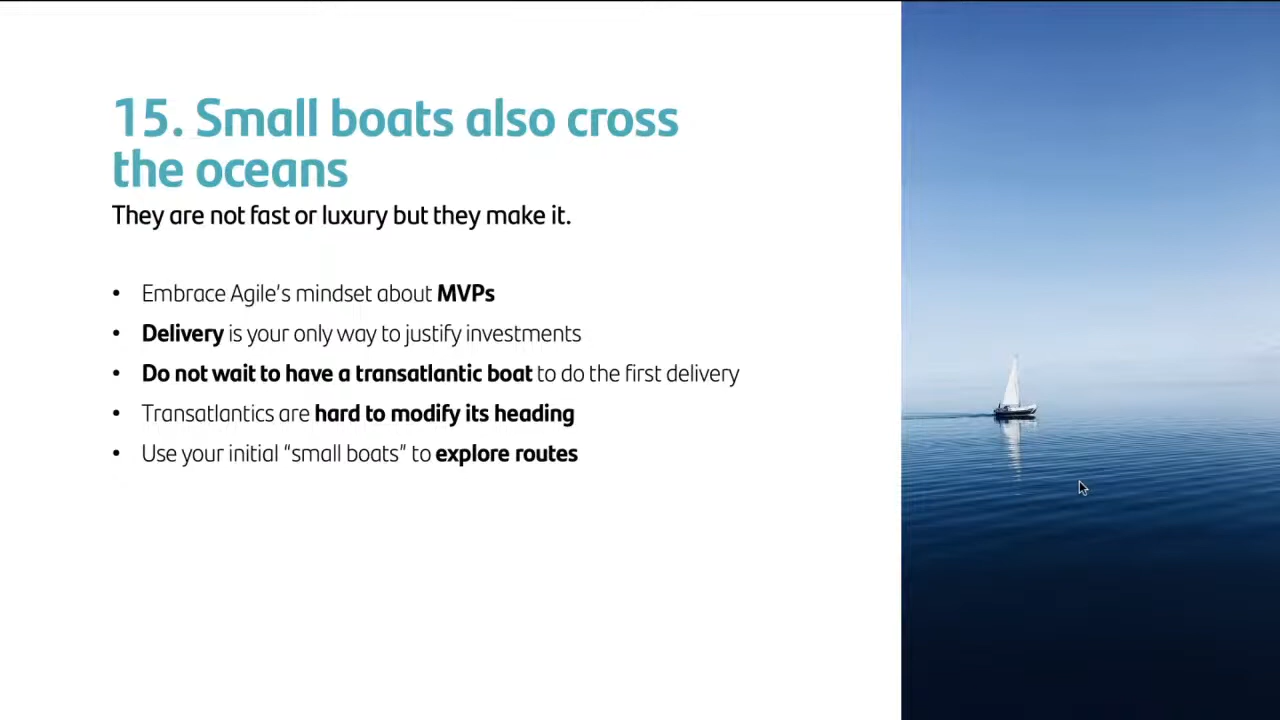 15. Small boats also cross
the oceans
They are not fast or luxury but they make it.
• Embrace Agile's mindset about MVPs
• Delivery is your only way to justify investments
• Do not wait to have a transatlantic boat to do the first delivery
• Transatlantics are hard to modify its heading
• Use your initial “small boats” to explore routes